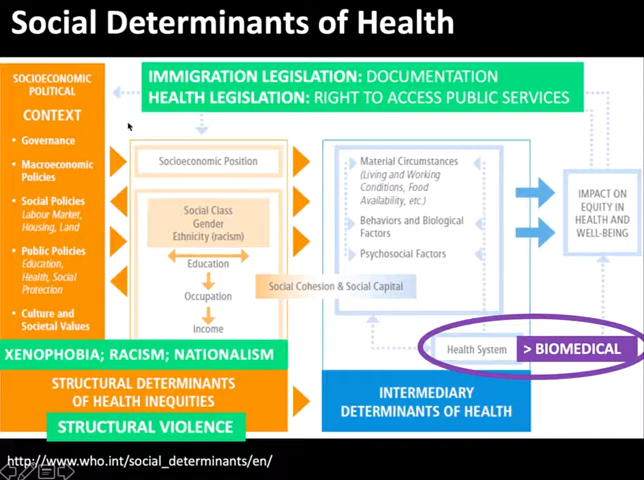 Social Determinants of Health
SOCIOECONOMIC
POLITICAL
CONTEXT
• Governance
• Macroeconomic
Policies
• Social Policies
Labour Market,
Housing, Land
• Public Policies
Education,
Health, Social
Protection
• Culture and
Societal Values
IMMIGRATION LEGISLATION: DOCUMENTATION
HEALTH LEGISLATION: RIGHT TO ACCESS PUBLIC SERVICES
Socioeconomic Position
Social Class
Gender
Ethnicity (racism)
Education
Occupation
Income
Social Cohesion & Social Capital
Material Circumstances
(Living and Working
Conditions, Food
Availability, etc.)
Behaviors and Biological
Factors
Psychosocial Factors
IMPACT ON
EQUITY IN
HEALTH AND
WELL-BEING
Health System
> BIOMEDICAL
XENOPHOBIA; RACISM; NATIONALISM
STRUCTURAL DETERMINANTS
OF HEALTH INEQUITIES
STRUCTURAL VIOLENCE
INTERMEDIARY
DETERMINANTS OF HEALTH
http://www.who.int/social_determinants/en/